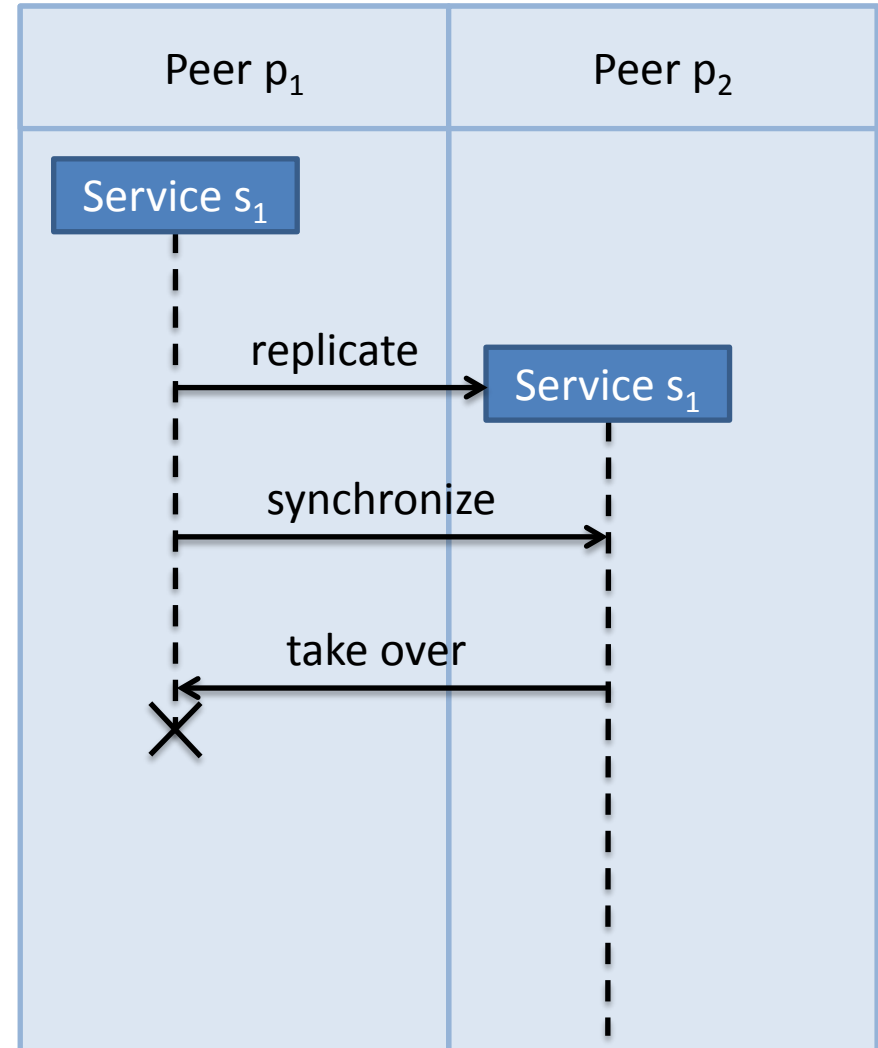 Peer p₁
Peer p₂
Service s₁
replicate
Service s₁
synchronize
take over